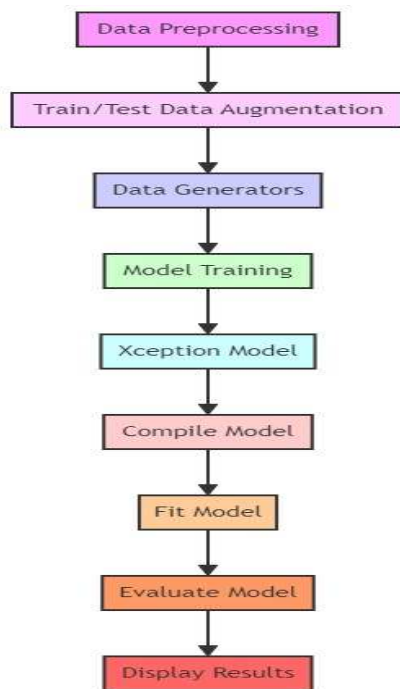 Data Preprocessing
Train/Test Data Augmentation
Data Generators
Model Training
Xception Model
Compile Model
Fit Model
Evaluate Model
Display Results